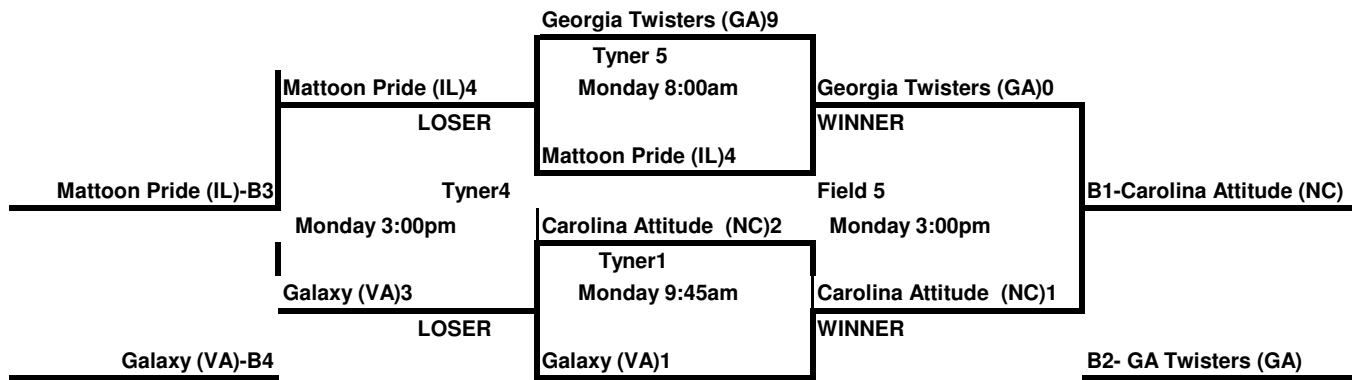 Georgia Twisters (GA)9
Tyner 5
Mattoon Pride (IL)4 Monday 8:00am Georgia Twisters (GA)0
LOSER WINNER
Mattoon Pride (IL)4
Mattoon Pride (IL)-B3 Tyner4 Field 5 B1-Carolina Attitude (NC)
Monday 3:00pm Carolina Attitude (NC)2 Monday 3:00pm
Tyner1
Galaxy (VA)3 Monday 9:45am Carolina Attitude (NC)1
LOSER WINNER
Galaxy (VA)-B4 Galaxy (VA)1 B2- GA Twisters (GA)